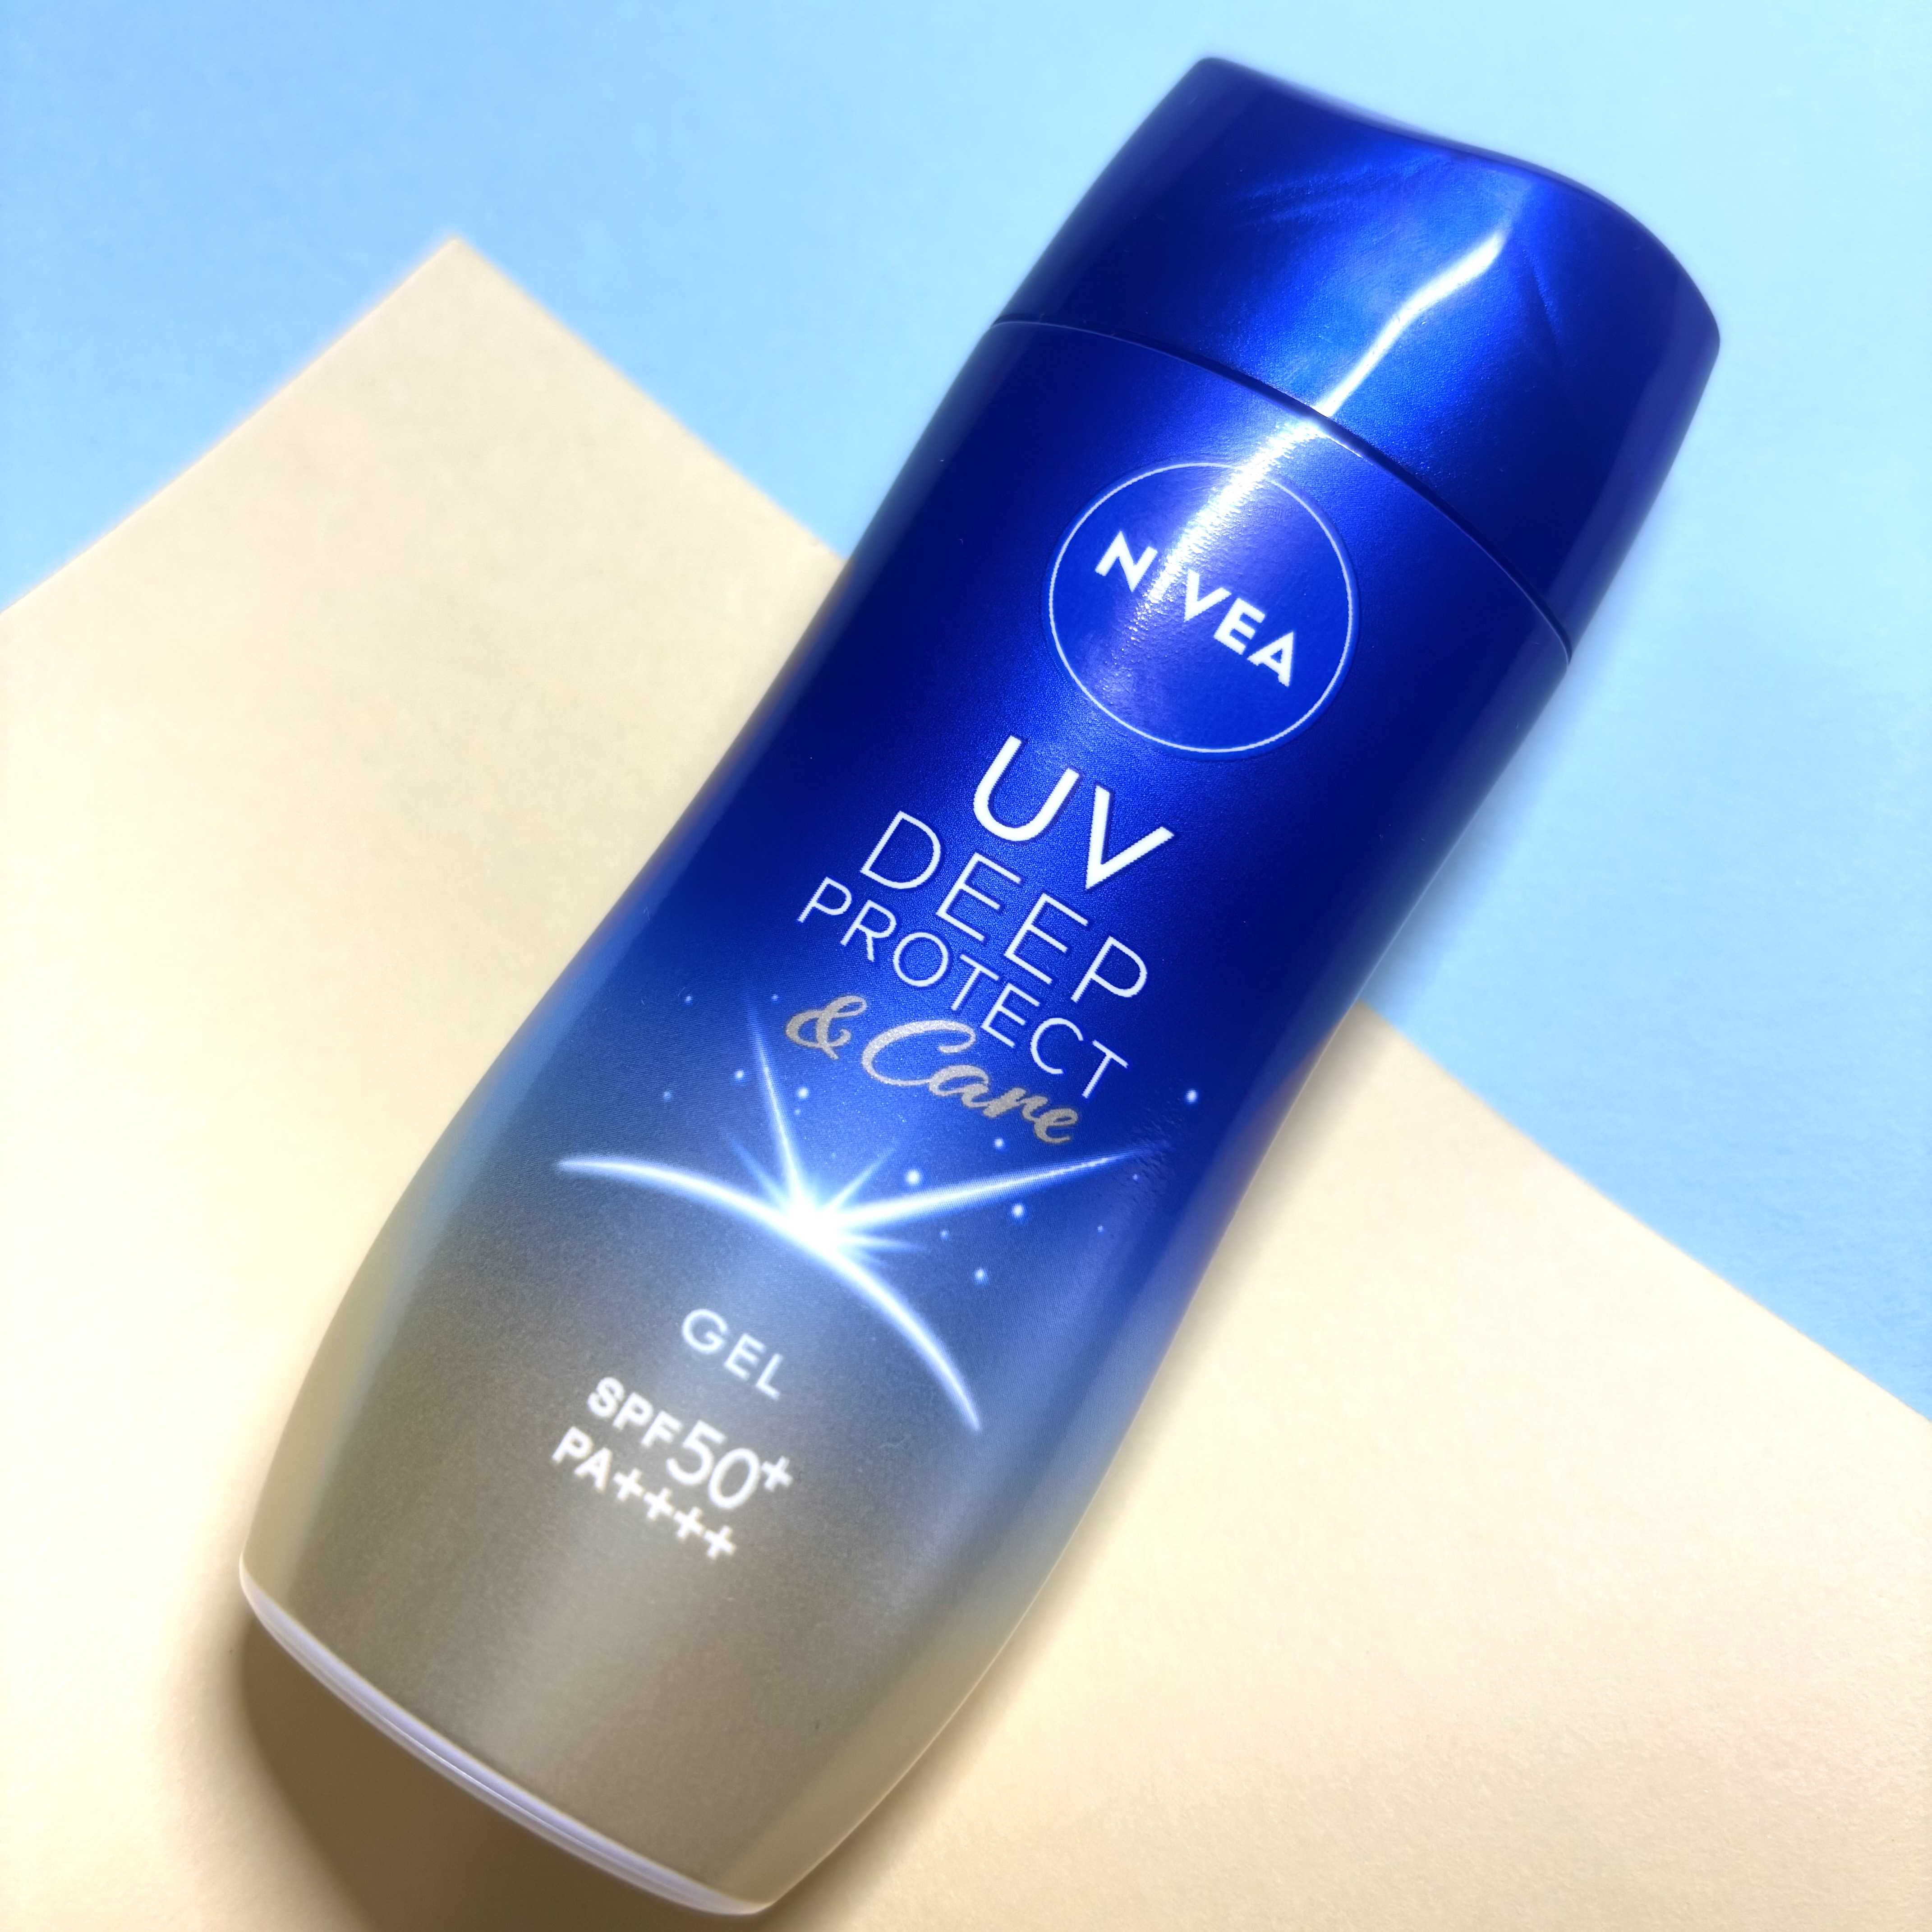 NIVEA
UV
DEEP
PROTECT
& Care
GEL
SPF50+
PA++++